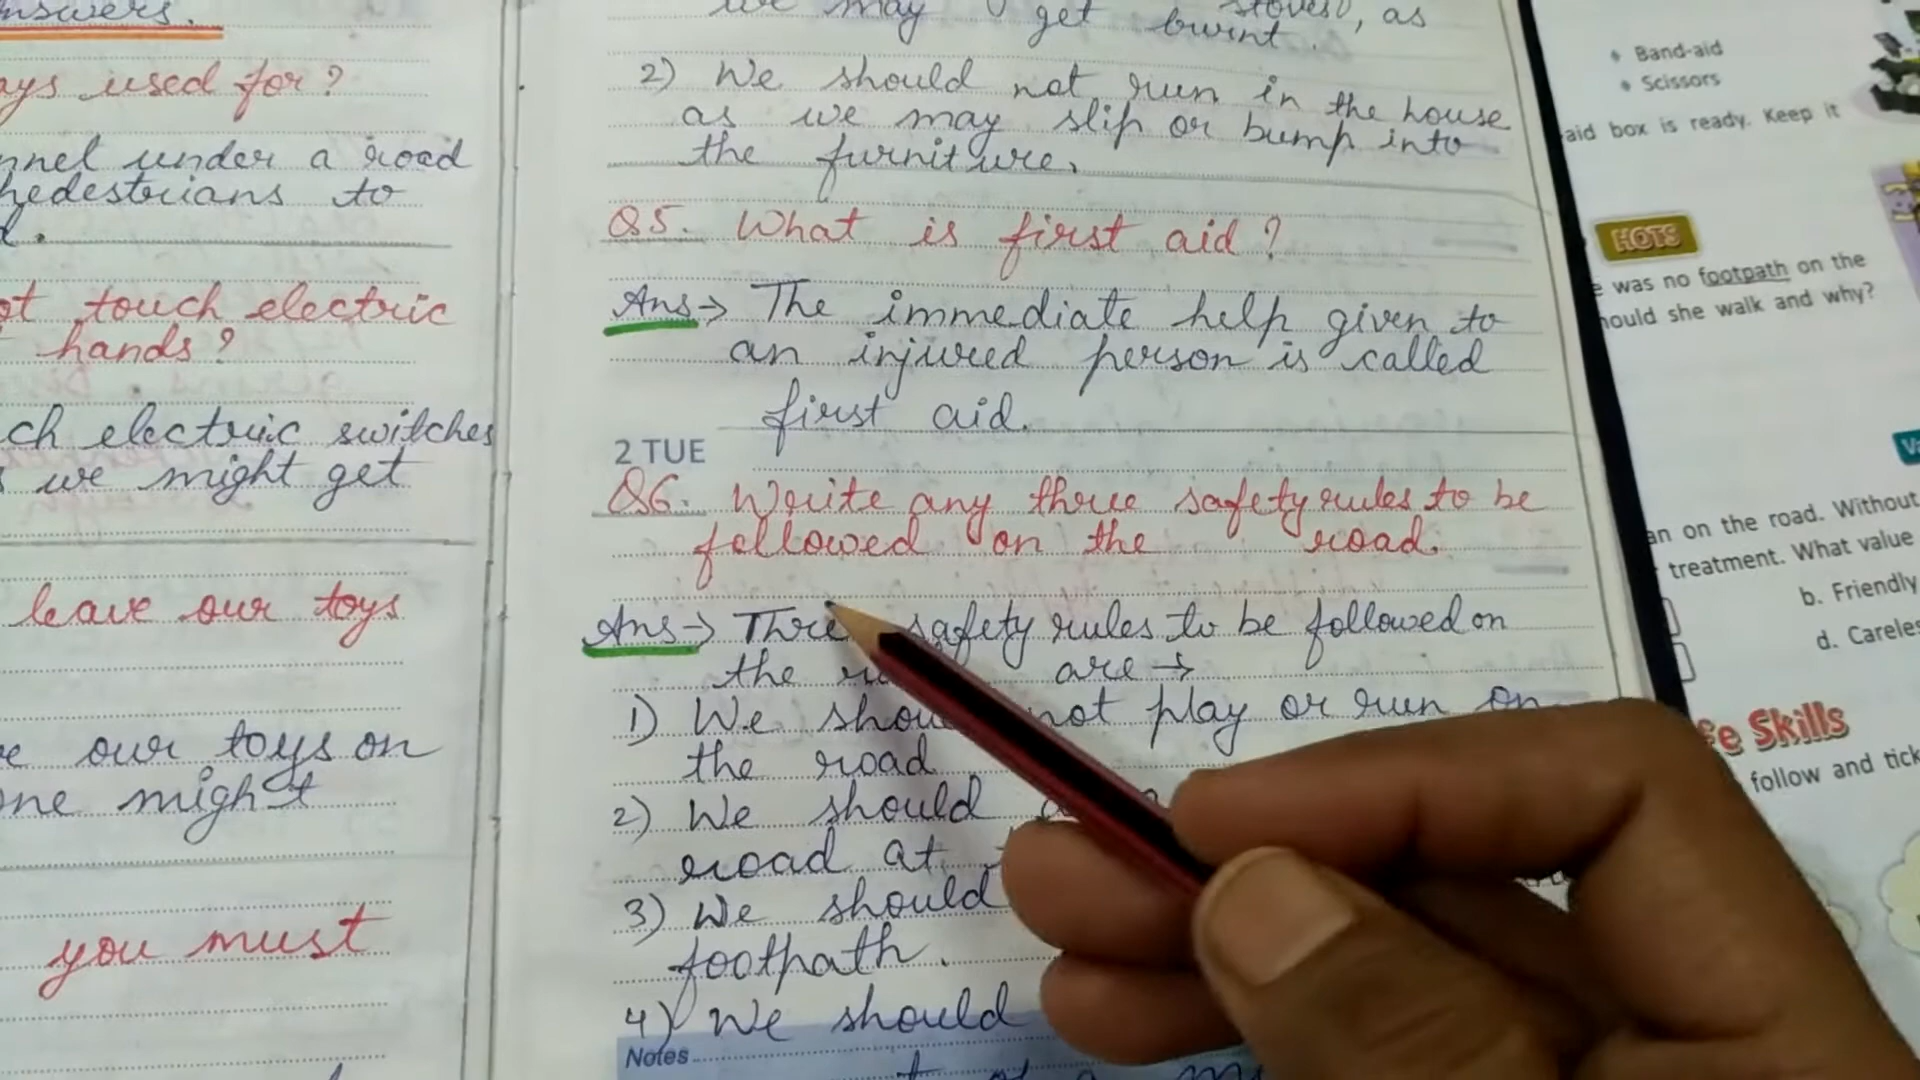 nswers.
ays used for?
nnel under a road
pedestrians to
ot touch electric
hands?
ch electric switches
we might get
leave our toys
our toys on
one might
you must
we may get stoves, as
burnt.
2) We should not run in the house
as we may slip or bump into
the furniture.
Q5. What is first aid?
Ans→ The immediate help given to
an injured person is called
first aid.
2 TUE
Q6. Write any three safety rules to be
followed on the road.
Ans→ Three safety rules to be followed on
the are →
1) We should not play or run on
the road
2) We should
road at
3) We should
footpath.
4) We should
Notes
Band-aid
Scissors
aid box is ready. Keep it
HOTS
e was no footpath on the
hould she walk and why?
an on the road. Without
treatment. What value
b. Friendly
d. Careles
fe Skills
follow and tick